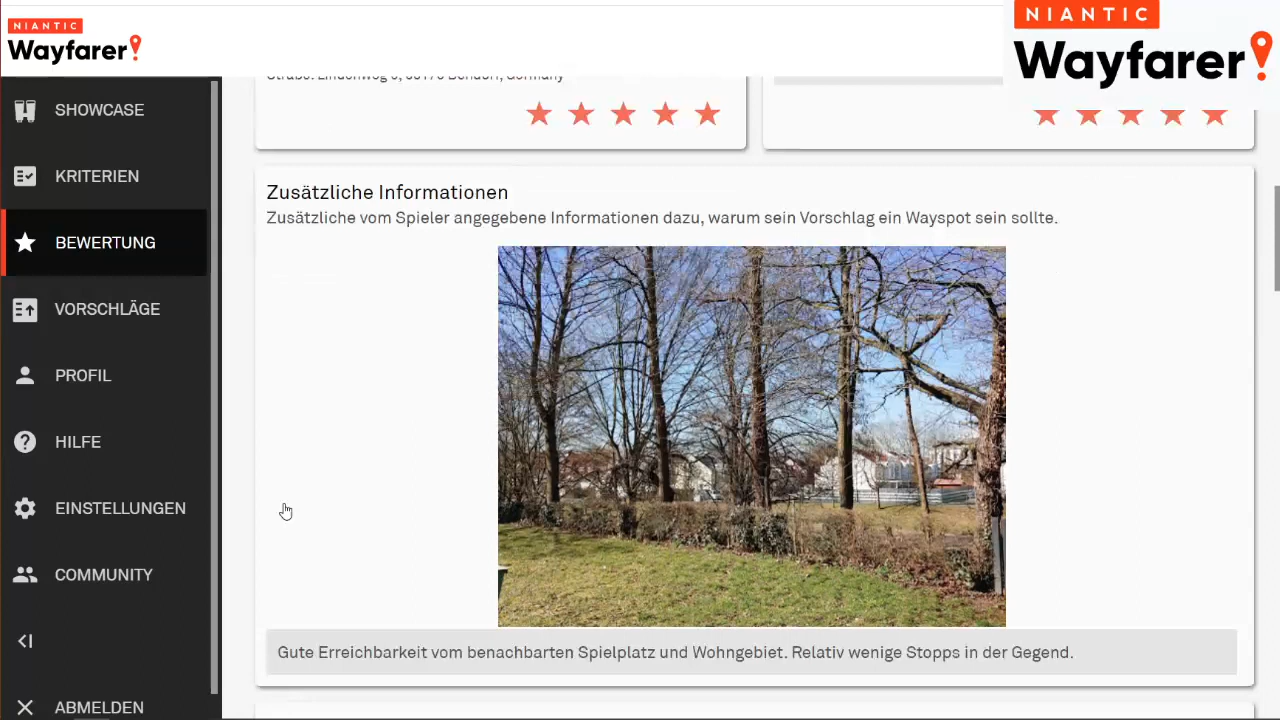 NIANTIC
Wayfarer!
NIANTIC
Wayfarer!
SHOWCASE
KRITERIEN
BEWERTUNG
VORSCHLÄGE
PROFIL
HILFE
EINSTELLUNGEN
COMMUNITY
ABMELDEN
Zusätzliche Informationen
Zusätzliche vom Spieler angegebene Informationen dazu, warum sein Vorschlag ein Wayspot sein sollte.
Gute Erreichbarkeit vom benachbarten Spielplatz und Wohngebiet. Relativ wenige Stopps in der Gegend.